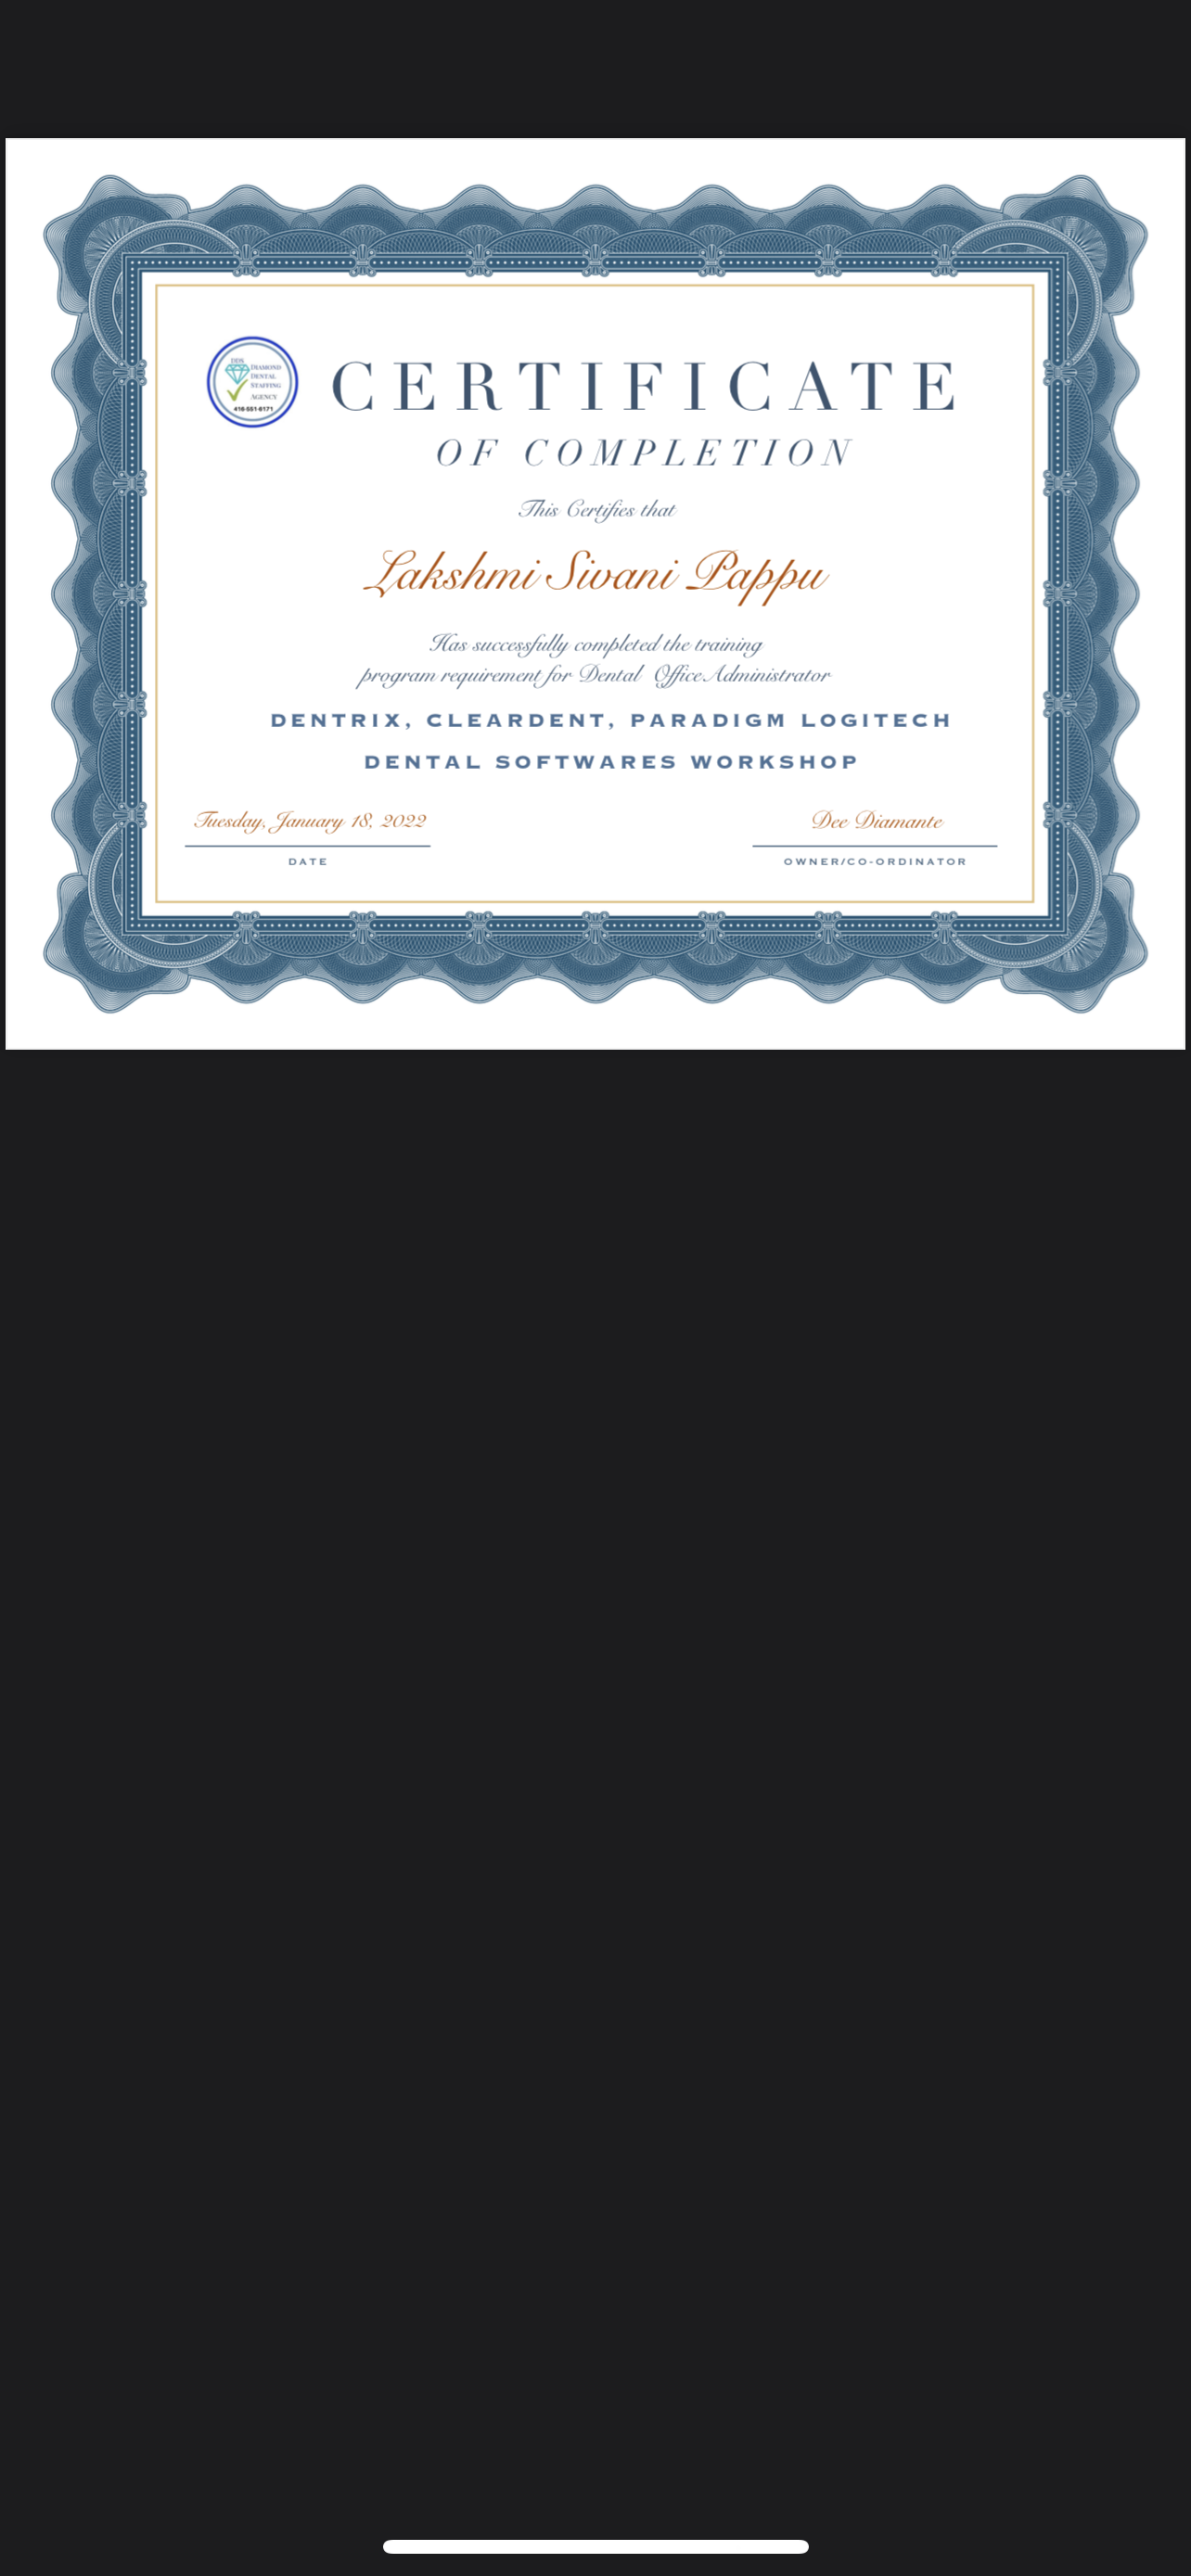 DDS
DIAMOND
DENTAL
STAFFING
AGENCY
416-551-6171
CERTIFICATE
OF COMPLETION
This Certifies that
Lakshmi Sivani Pappu
Has successfully completed the training
program requirement for Dental Office Administrator
DENTRIX, CLEARDENT, PARADIGM LOGITECH
DENTAL SOFTWARES WORKSHOP
Tuesday, January 18, 2022
DATE
Dee Diamante
OWNER/CO-ORDINATOR